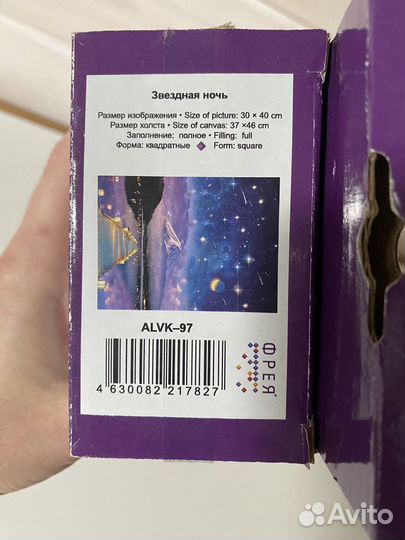 Звездная ночь
Размер изображения • Size of picture: 30 × 40 cm
Размер холста • Size of canvas: 37 ×46 cm
Заполнение: полное • Filling: full
Форма: квадратные ◆ Form: square
ALVK–97
4 630082 217827
ФРЕЯ
Avito